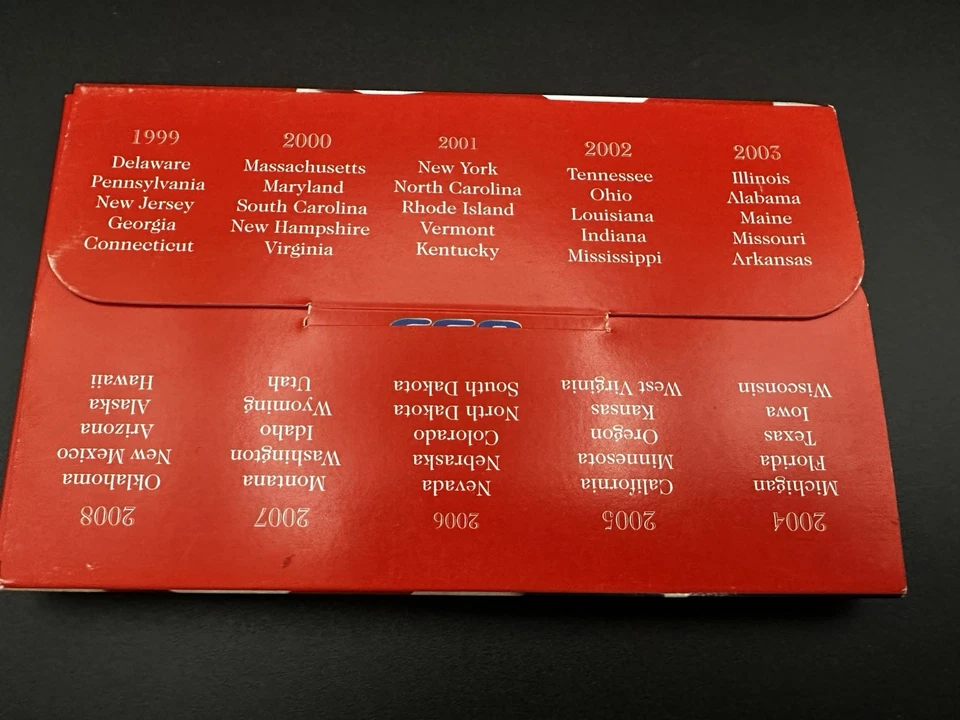 1999
Delaware
Pennsylvania
New Jersey
Georgia
Connecticut
2000
Massachusetts
Maryland
South Carolina
New Hampshire
Virginia
2001
New York
North Carolina
Rhode Island
Vermont
Kentucky
2002
Tennessee
Ohio
Louisiana
Indiana
Mississippi
2003
Illinois
Alabama
Maine
Missouri
Arkansas
2004
Michigan
Florida
Texas
Iowa
Wisconsin
2005
California
Minnesota
Oregon
Kansas
West Virginia
2006
Nevada
Nebraska
Colorado
North Dakota
South Dakota
2007
Montana
Washington
Idaho
Wyoming
Utah
2008
Oklahoma
New Mexico
Arizona
Alaska
Hawaii